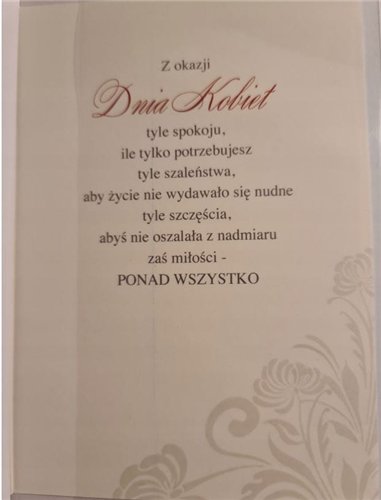 Z okazji
Dnia Kobiet
tyle spokoju,
ile tylko potrzebujesz
tyle szaleństwa,
aby życie nie wydawało się nudne
tyle szczęścia,
abyś nie oszalała z nadmiaru
zaś miłości -
PONAD WSZYSTKO